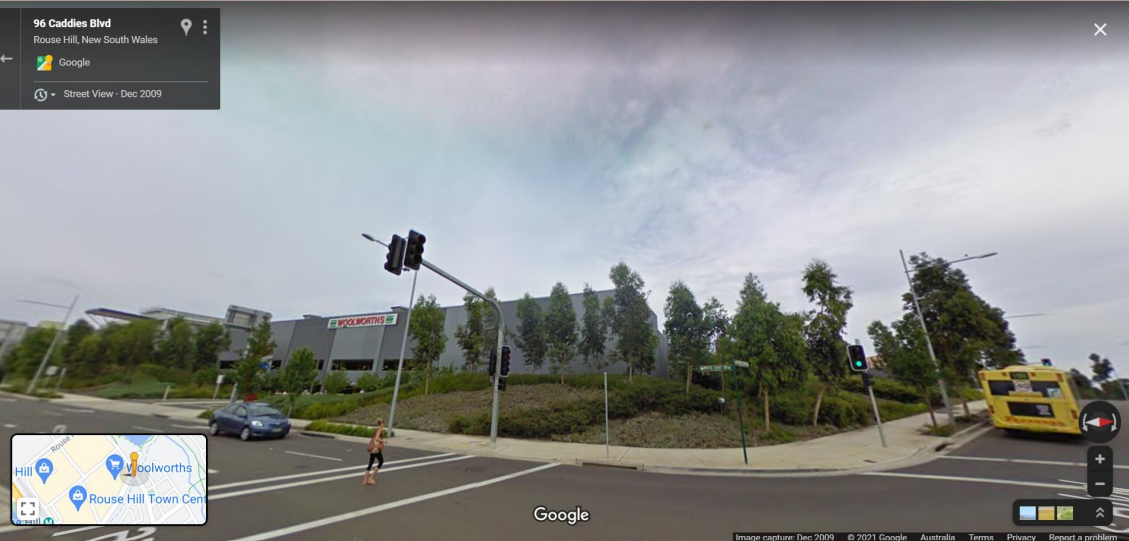 96 Caddies Blvd
Rouse Hill, New South Wales
Google
Street View - Dec 2009
WOOLWORTHS
Rouse
Hill
Woolworths
Rouse Hill Town Cent
Google
Image capture: Dec 2009 © 2021 Google Australia Terms Privacy Report a problem